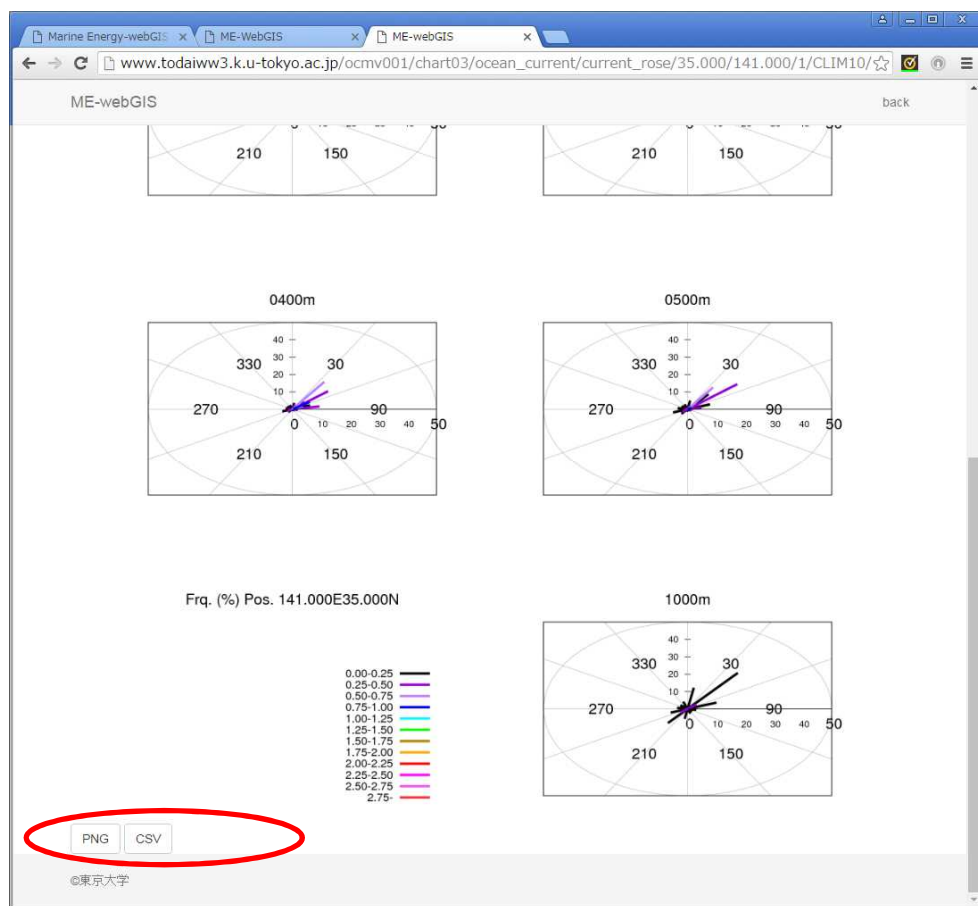 Marine Energy-webGIS
ME-WebGIS
ME-webGIS
www.todaiww3.k.u-tokyo.ac.jp/ocmv001/chart03/ocean_current/current_rose/35.000/141.000/1/CLIM10/
ME-webGIS back
210 150 210 150
0400m 0500m
40 40
330 30 30 330 30 30
20 20
10 10
270 90 270 90
0 10 20 30 40 50 0 10 20 30 40 50
210 150 210 150
Frq. (%) Pos. 141.000E35.000N 1000m
40
330 30 30
20
10
270 90
0 10 20 30 40 50
210 150
0.00-0.25
0.25-0.50
0.50-0.75
0.75-1.00
1.00-1.25
1.25-1.50
1.50-1.75
1.75-2.00
2.00-2.25
2.25-2.50
2.50-2.75
2.75-
PNG CSV
©東京大学